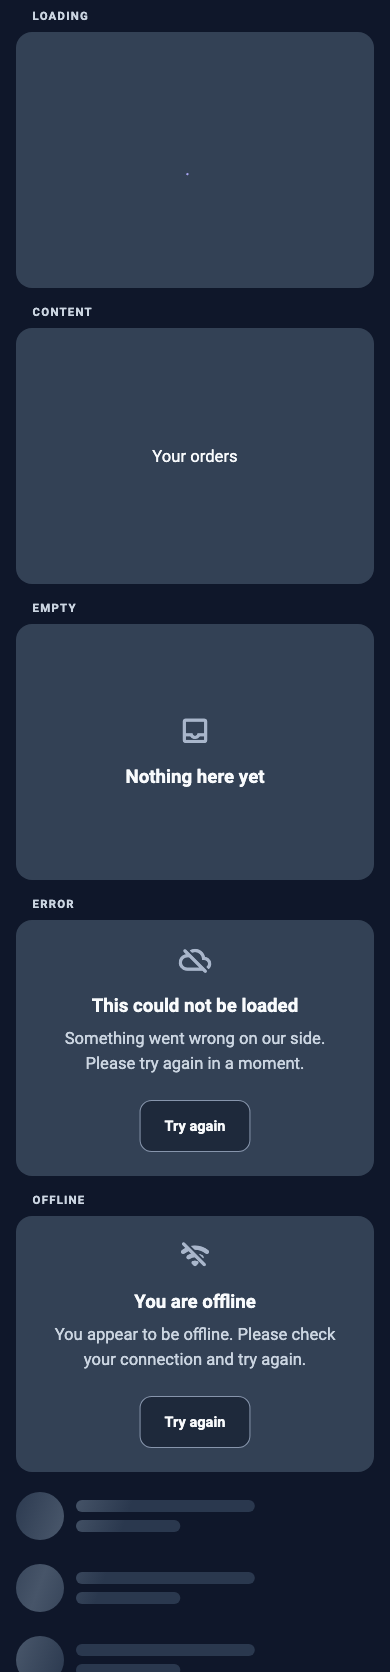 LOADING
CONTENT
Your orders
EMPTY
Nothing here yet
ERROR
This could not be loaded
Something went wrong on our side.
Please try again in a moment.
Try again
OFFLINE
You are offline
You appear to be offline. Please check
your connection and try again.
Try again